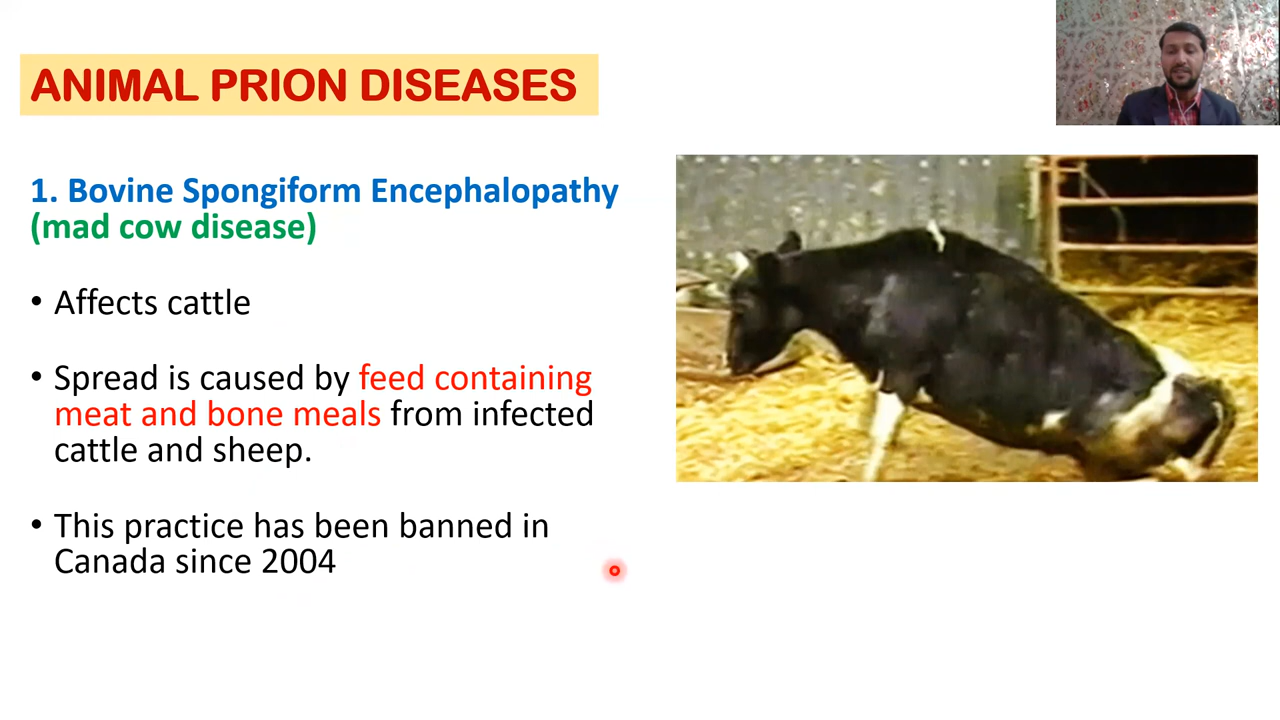 ANIMAL PRION DISEASES
1. Bovine Spongiform Encephalopathy
(mad cow disease)
• Affects cattle
• Spread is caused by feed containing
meat and bone meals from infected
cattle and sheep.
• This practice has been banned in
Canada since 2004